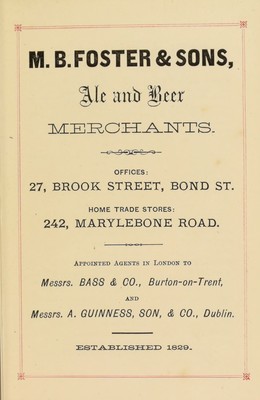 M. B. FOSTER & SONS,
Ale and Beer
MERCHANTS.
OFFICES:
27, BROOK STREET, BOND ST.
HOME TRADE STORES:
242, MARYLEBONE ROAD.
APPOINTED AGENTS IN LONDON TO
Messrs. BASS & CO., Burton-on-Trent,
AND
Messrs. A. GUINNESS, SON, & CO., Dublin.
ESTABLISHED 1829.